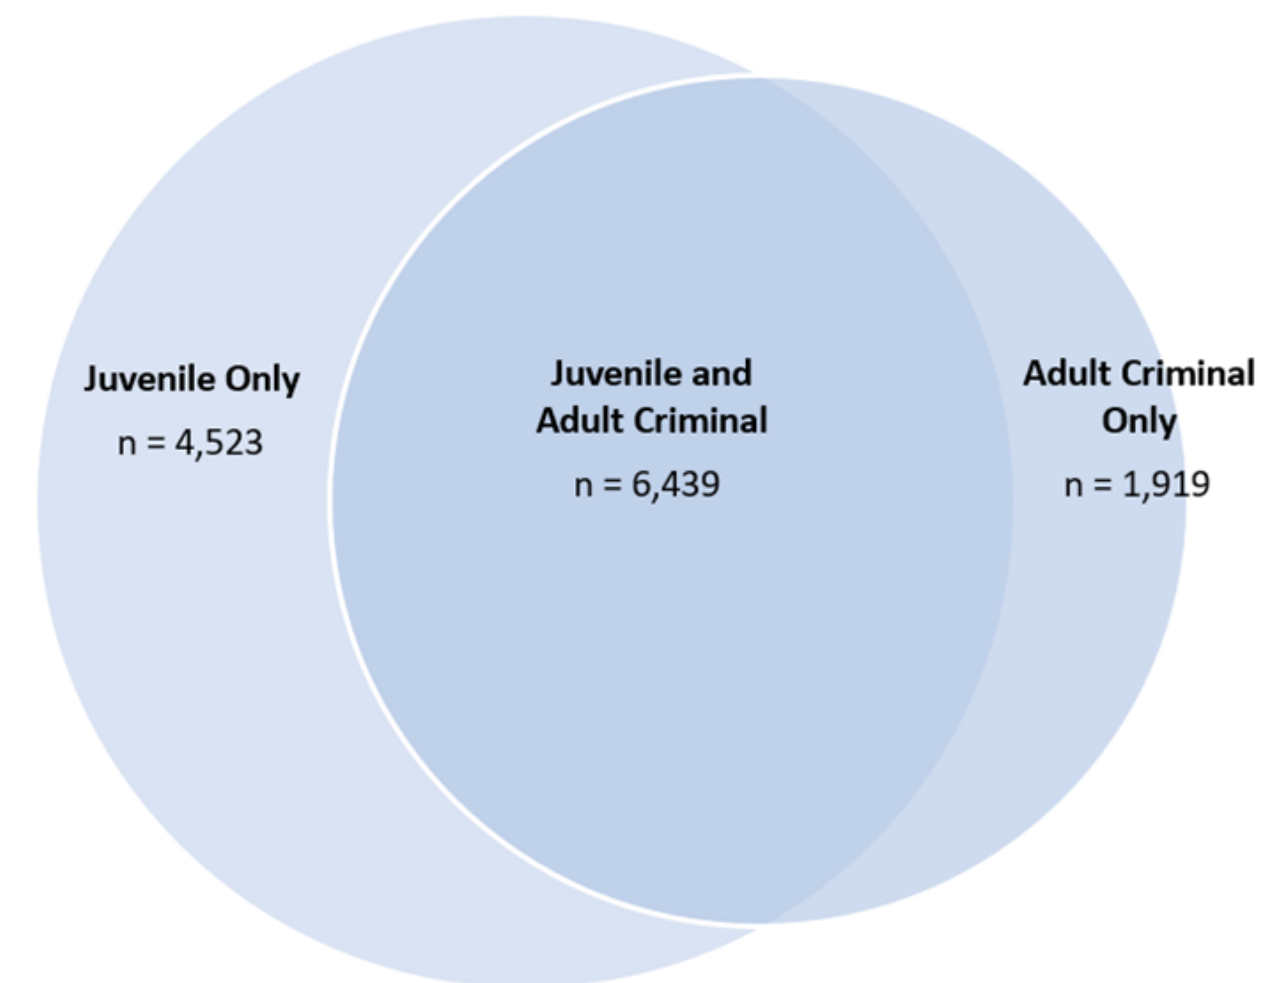 Juvenile Only
n = 4,523
Juvenile and
Adult Criminal
n = 6,439
Adult Criminal
Only
n = 1,919